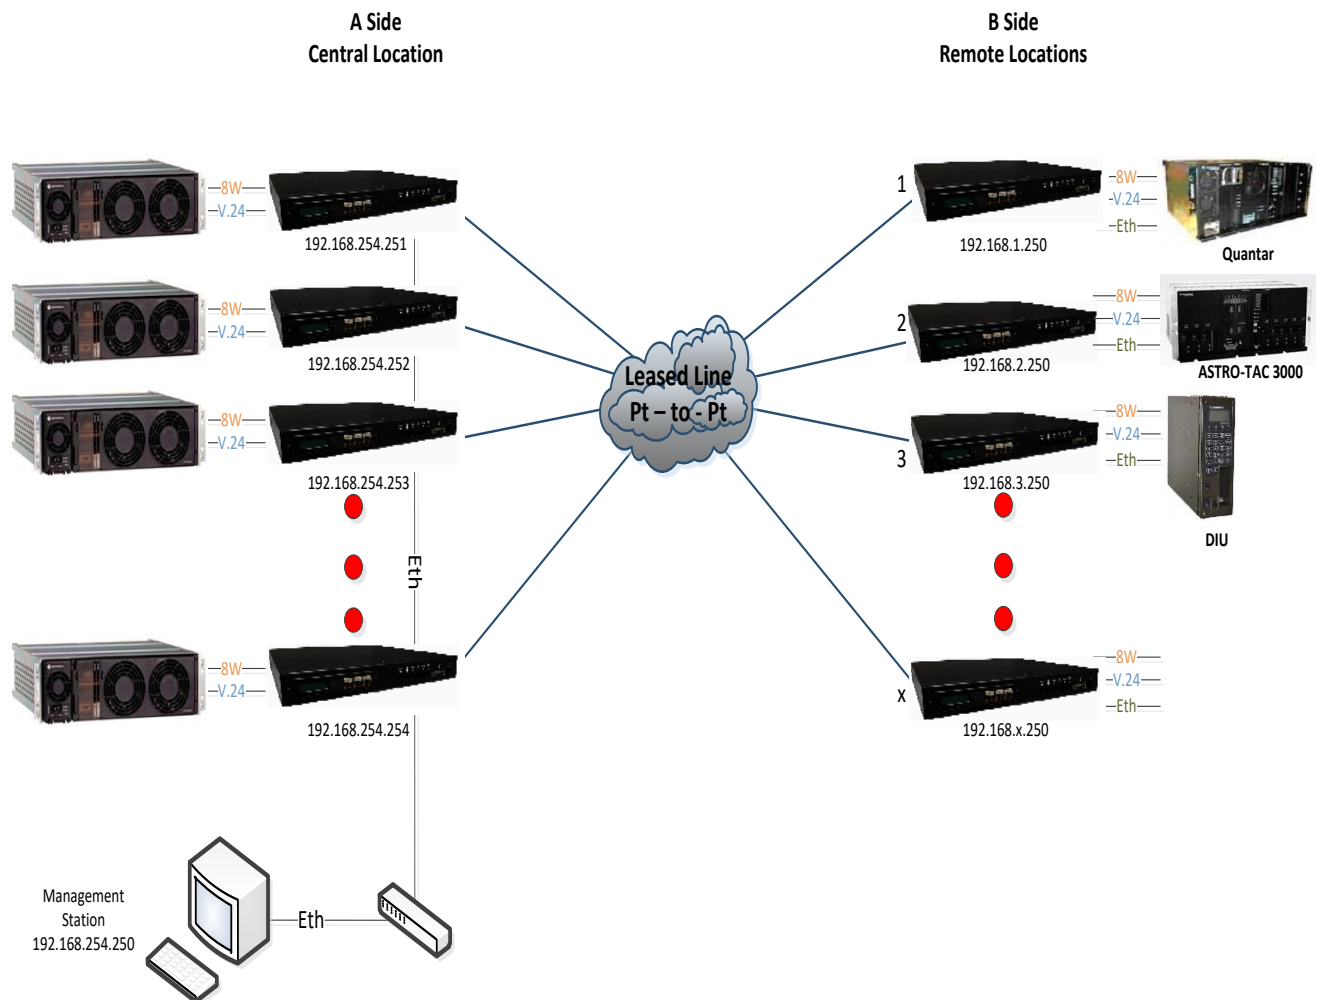 A Side
Central Location
B Side
Remote Locations
8W
V.24
192.168.254.251
8W
V.24
192.168.254.252
8W
V.24
192.168.254.253
Eth
8W
V.24
192.168.254.254
Leased Line
Pt – to - Pt
1
8W
V.24
Eth
192.168.1.250
Quantar
2
8W
V.24
Eth
192.168.2.250
ASTRO-TAC 3000
3
8W
V.24
Eth
192.168.3.250
DIU
x
8W
V.24
Eth
192.168.x.250
Management
Station
192.168.254.250
Eth